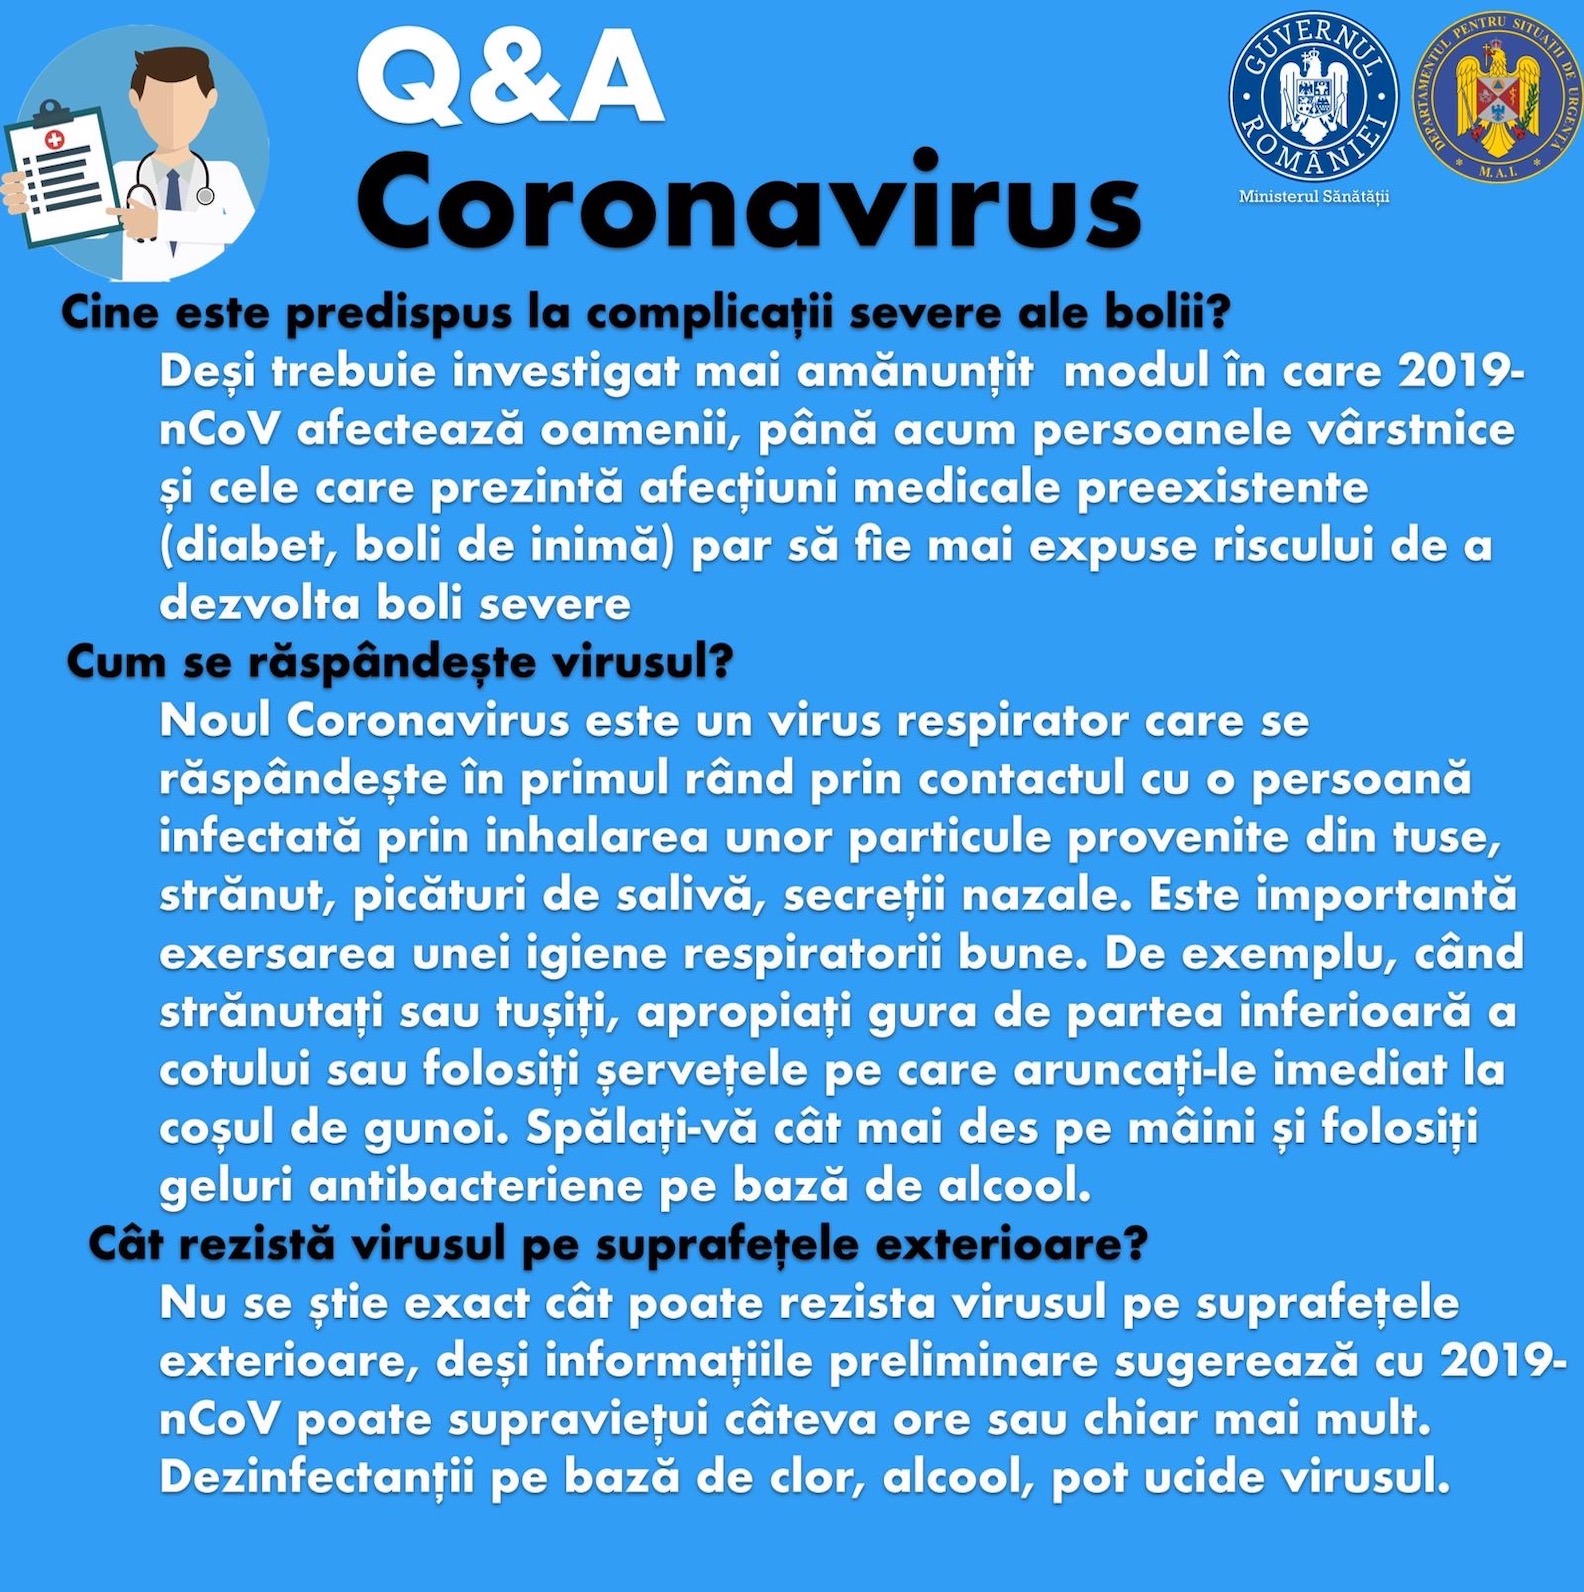 Q&A
Coronavirus
GUVERNUL ROMÂNIEI
Ministerul Sănătății
DEPARTAMENTUL PENTRU SITUAȚII DE URGENȚĂ
* M.A.I. *
Cine este predispus la complicații severe ale bolii?
Deși trebuie investigat mai amănunțit  modul în care 2019-
nCoV afectează oamenii, până acum persoanele vârstnice
și cele care prezintă afecțiuni medicale preexistente
(diabet, boli de inimă) par să fie mai expuse riscului de a
dezvolta boli severe
Cum se răspândește virusul?
Noul Coronavirus este un virus respirator care se
răspândește în primul rând prin contactul cu o persoană
infectată prin inhalarea unor particule provenite din tuse,
strănut, picături de salivă, secreții nazale. Este importantă
exersarea unei igiene respiratorii bune. De exemplu, când
strănutați sau tușiți, apropiați gura de partea inferioară a
cotului sau folosiți șervețele pe care aruncați-le imediat la
coșul de gunoi. Spălați-vă cât mai des pe mâini și folosiți
geluri antibacteriene pe bază de alcool.
Cât rezistă virusul pe suprafețele exterioare?
Nu se știe exact cât poate rezista virusul pe suprafețele
exterioare, deși informațiile preliminare sugerează cu 2019-
nCoV poate supraviețui câteva ore sau chiar mai mult.
Dezinfectanții pe bază de clor, alcool, pot ucide virusul.